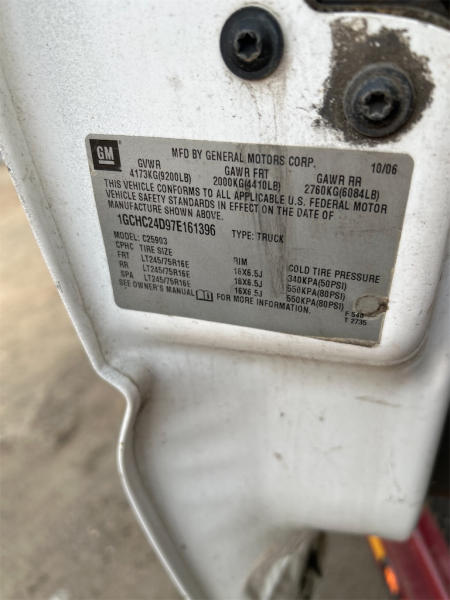 GM
MFD BY GENERAL MOTORS CORP. 10/06
GVWR GAWR FRT GAWR RR
4173KG(9200LB) 2000KG(4410LB) 2760KG(6084LB)
THIS VEHICLE CONFORMS TO ALL APPLICABLE U.S. FEDERAL MOTOR
VEHICLE SAFETY STANDARDS IN EFFECT ON THE DATE OF
MANUFACTURE SHOWN ABOVE.
1GCHC24D97E161396 TYPE: TRUCK
MODEL: C25903
CPHC TIRE SIZE RIM COLD TIRE PRESSURE
FRT LT245/75R16E 16X6.5J 340KPA(50PSI)
RR LT245/75R16E 16X6.5J 550KPA(80PSI)
SPA LT245/75R16E 16X6.5J 550KPA(80PSI)
SEE OWNER'S MANUAL FOR MORE INFORMATION.
F 548
T 2735